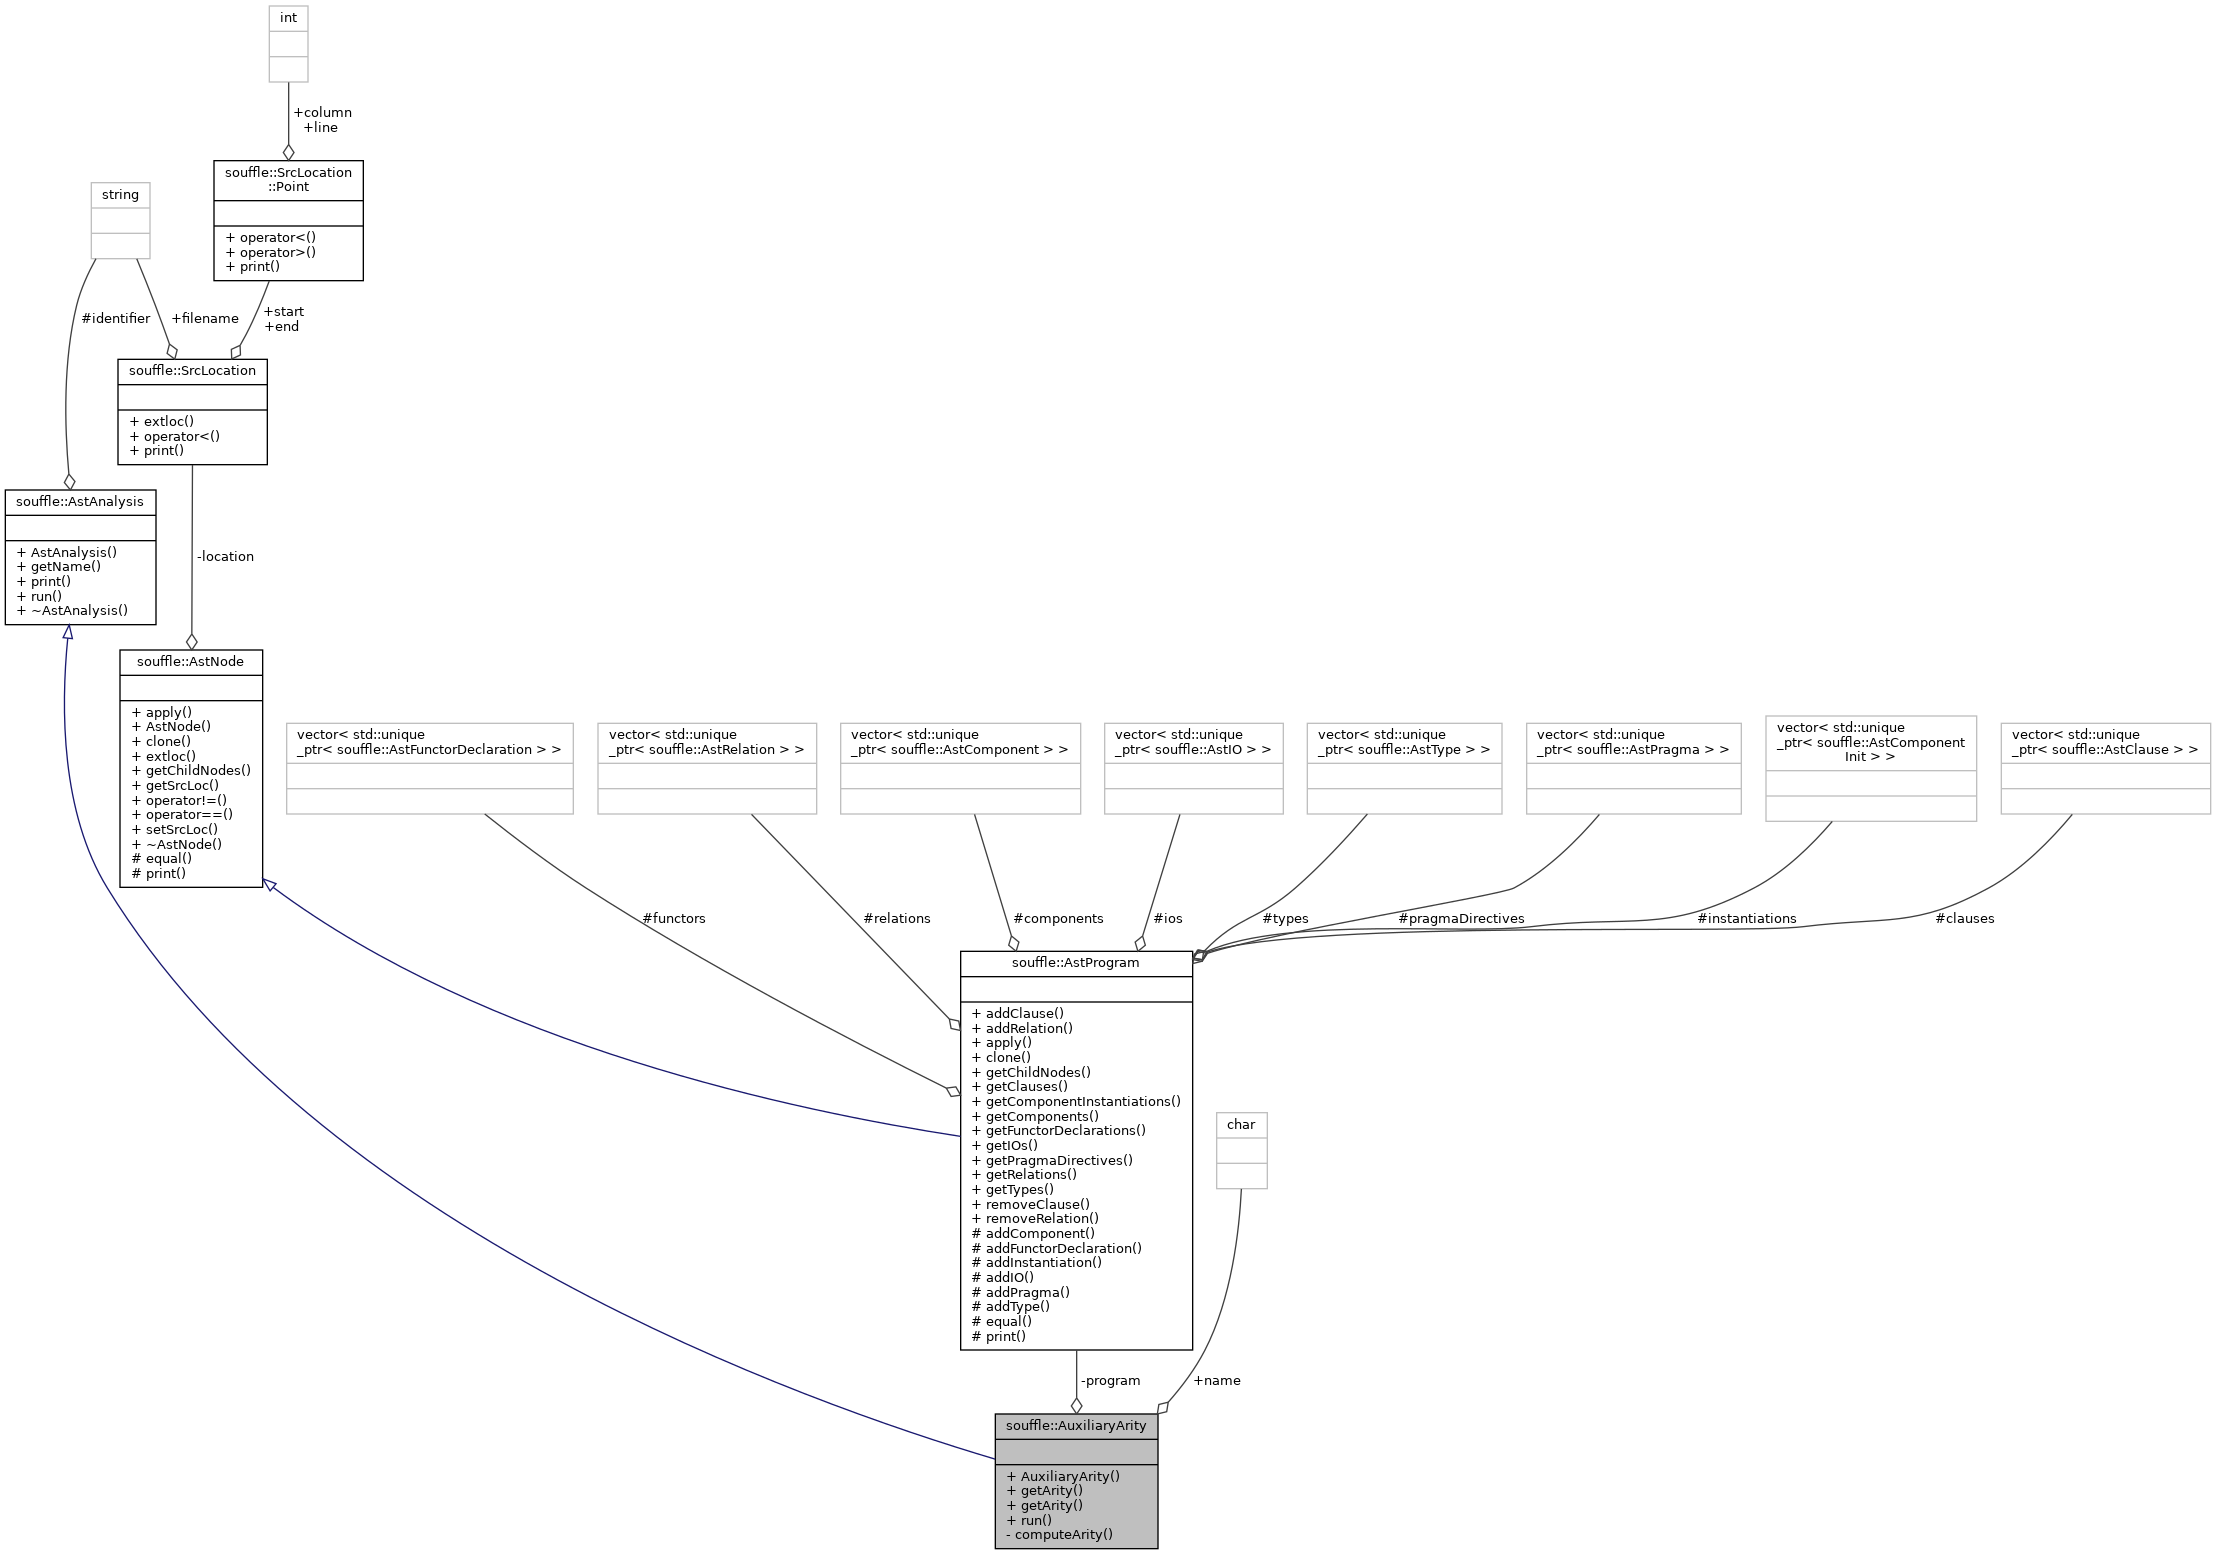 int
+column
+line
souffle::SrcLocation
::Point
+ operator<()
+ operator>()
+ print()
string
#identifier
+filename
+start
+end
souffle::SrcLocation
+ extloc()
+ operator<()
+ print()
souffle::AstAnalysis
+ AstAnalysis()
+ getName()
+ print()
+ run()
+ ~AstAnalysis()
-location
souffle::AstNode
+ apply()
+ AstNode()
+ clone()
+ extloc()
+ getChildNodes()
+ getSrcLoc()
+ operator!=()
+ operator==()
+ setSrcLoc()
+ ~AstNode()
# equal()
# print()
vector< std::unique
_ptr< souffle::AstFunctorDeclaration > >
vector< std::unique
_ptr< souffle::AstRelation > >
vector< std::unique
_ptr< souffle::AstComponent > >
vector< std::unique
_ptr< souffle::AstIO > >
vector< std::unique
_ptr< souffle::AstType > >
vector< std::unique
_ptr< souffle::AstPragma > >
vector< std::unique
_ptr< souffle::AstComponent
Init > >
vector< std::unique
_ptr< souffle::AstClause > >
#functors
#relations
#components
#ios
#types
#pragmaDirectives
#instantiations
#clauses
souffle::AstProgram
+ addClause()
+ addRelation()
+ apply()
+ clone()
+ getChildNodes()
+ getClauses()
+ getComponentInstantiations()
+ getComponents()
+ getFunctorDeclarations()
+ getIOs()
+ getPragmaDirectives()
+ getRelations()
+ getTypes()
+ removeClause()
+ removeRelation()
# addComponent()
# addFunctorDeclaration()
# addInstantiation()
# addIO()
# addPragma()
# addType()
# equal()
# print()
char
-program
+name
souffle::AuxiliaryArity
+ AuxiliaryArity()
+ getArity()
+ getArity()
+ run()
- computeArity()